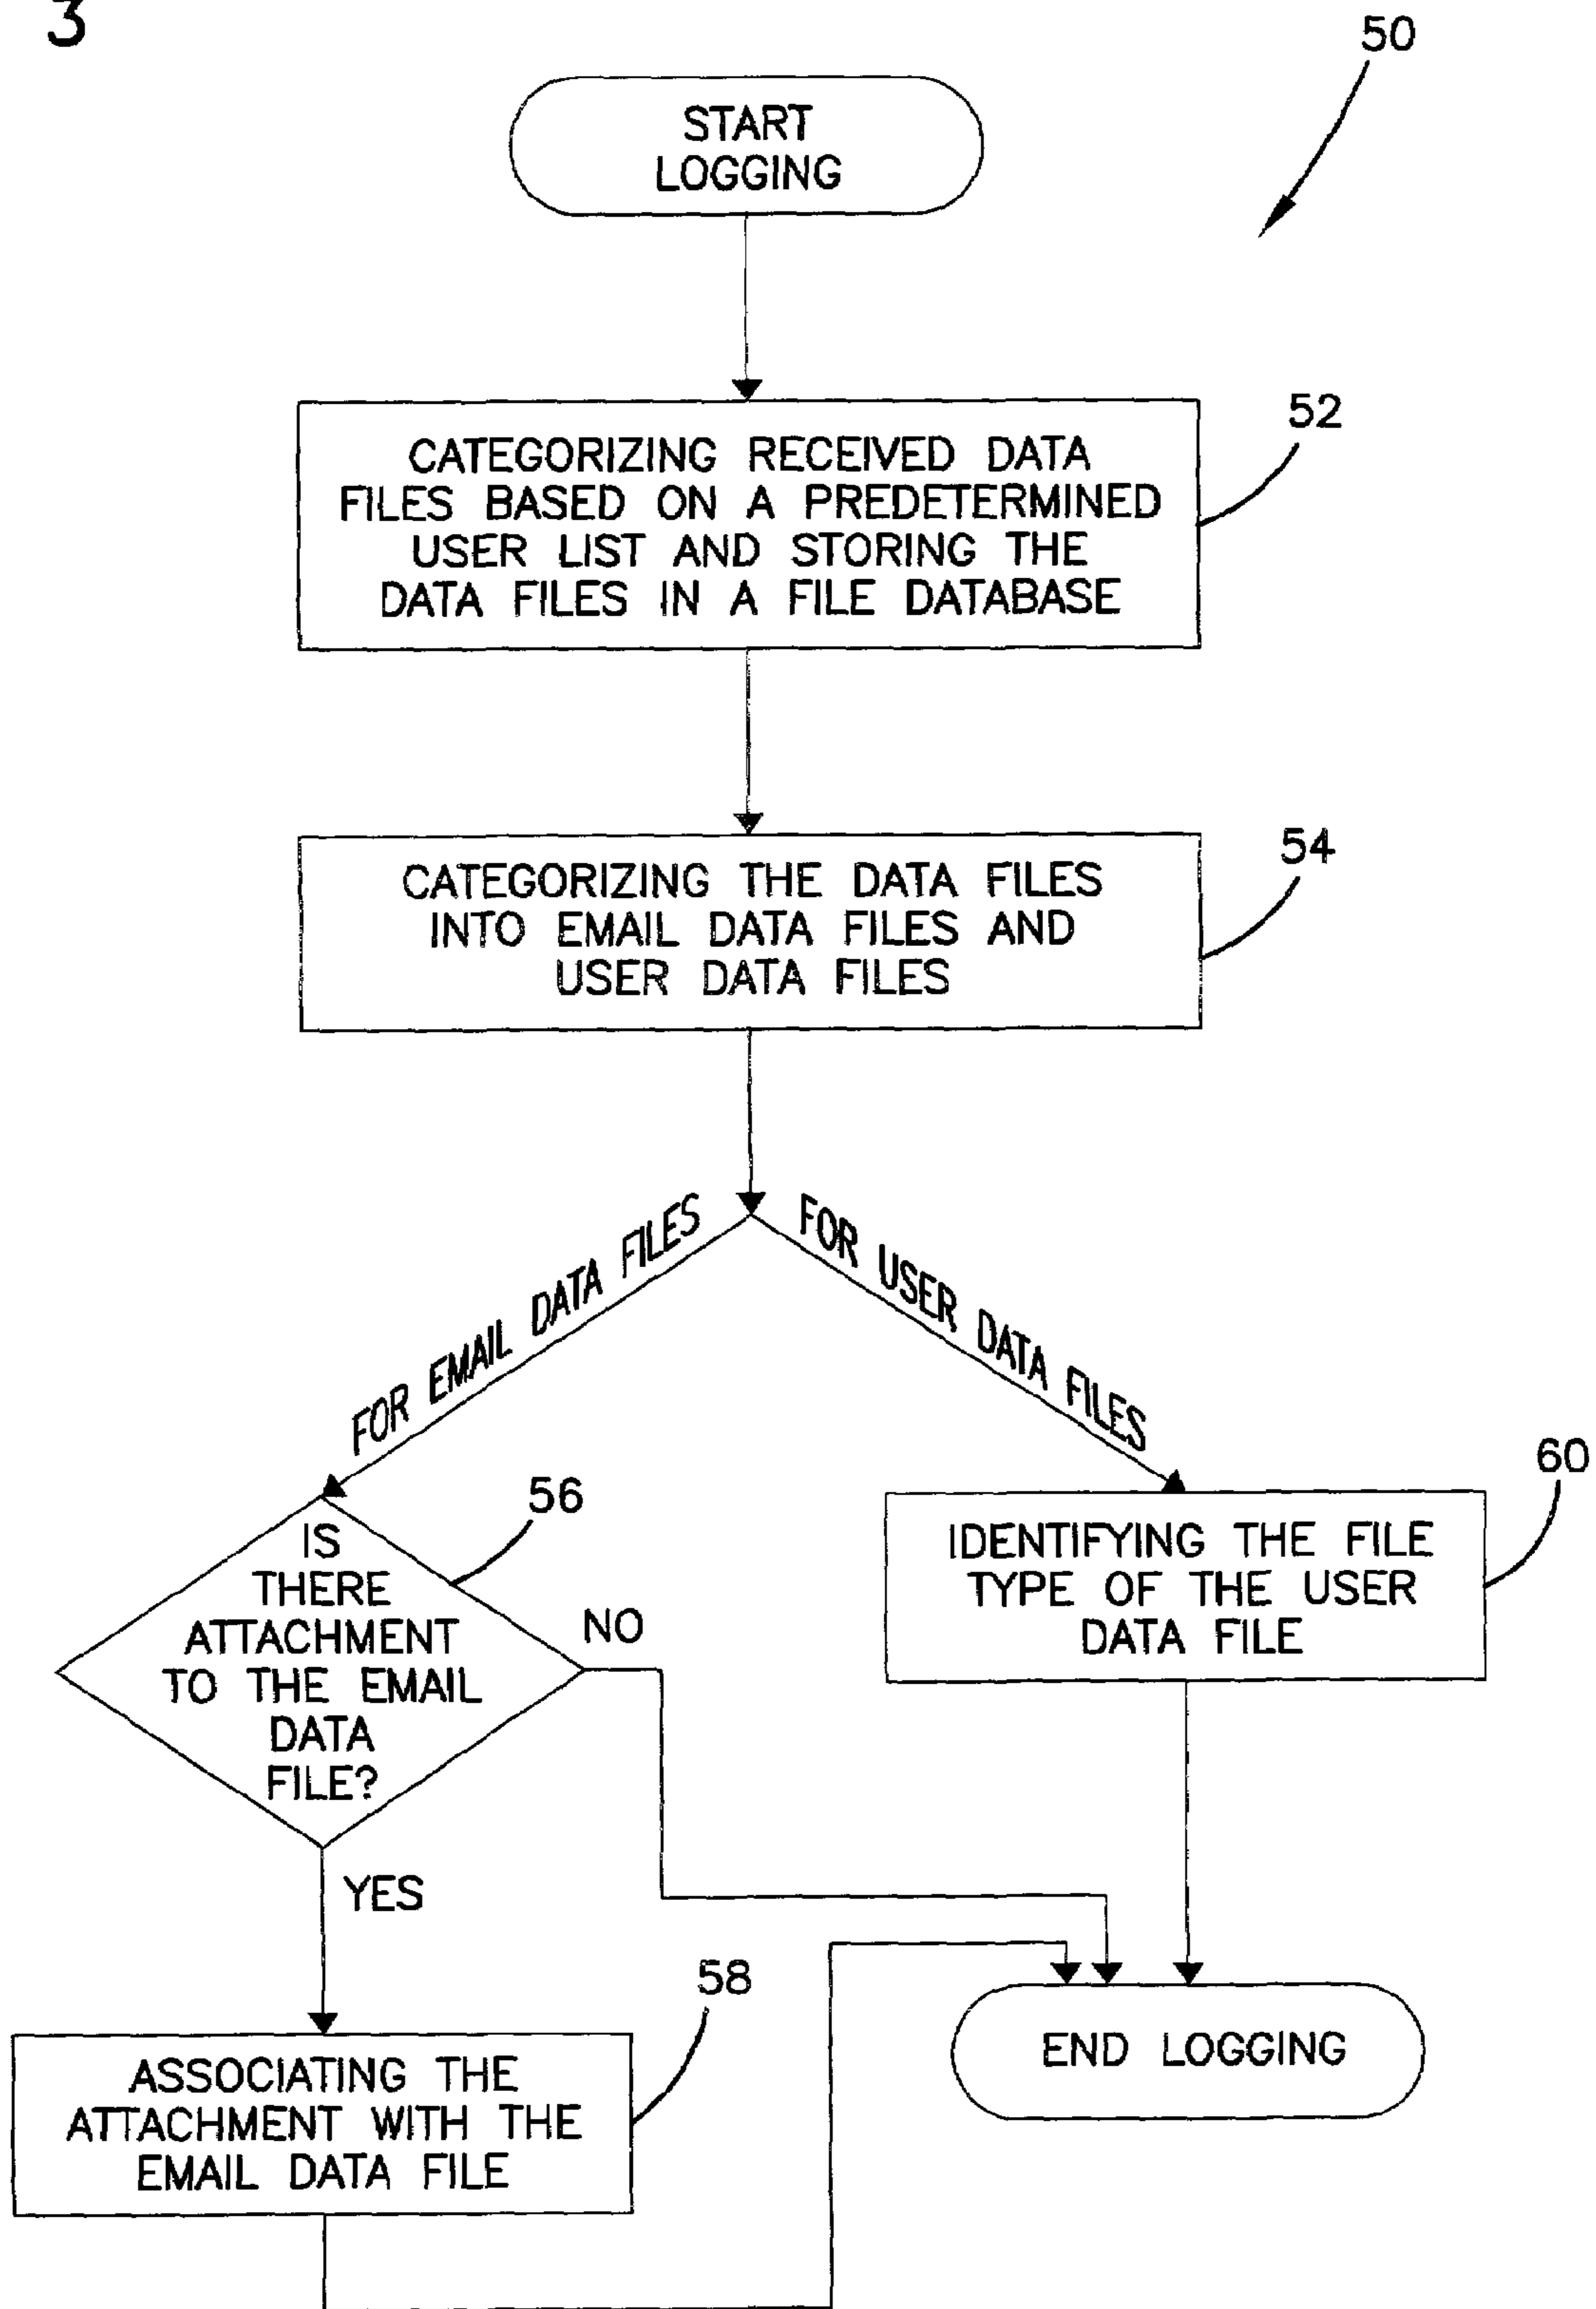 3
50
START
LOGGING
52
CATEGORIZING RECEIVED DATA
FILES BASED ON A PREDETERMINED
USER LIST AND STORING THE
DATA FILES IN A FILE DATABASE
54
CATEGORIZING THE DATA FILES
INTO EMAIL DATA FILES AND
USER DATA FILES
FOR EMAIL DATA FILES
FOR USER DATA FILES
56
IS
THERE
ATTACHMENT
TO THE EMAIL
DATA
FILE?
NO
YES
60
IDENTIFYING THE FILE
TYPE OF THE USER
DATA FILE
58
ASSOCIATING THE
ATTACHMENT WITH THE
EMAIL DATA FILE
END LOGGING